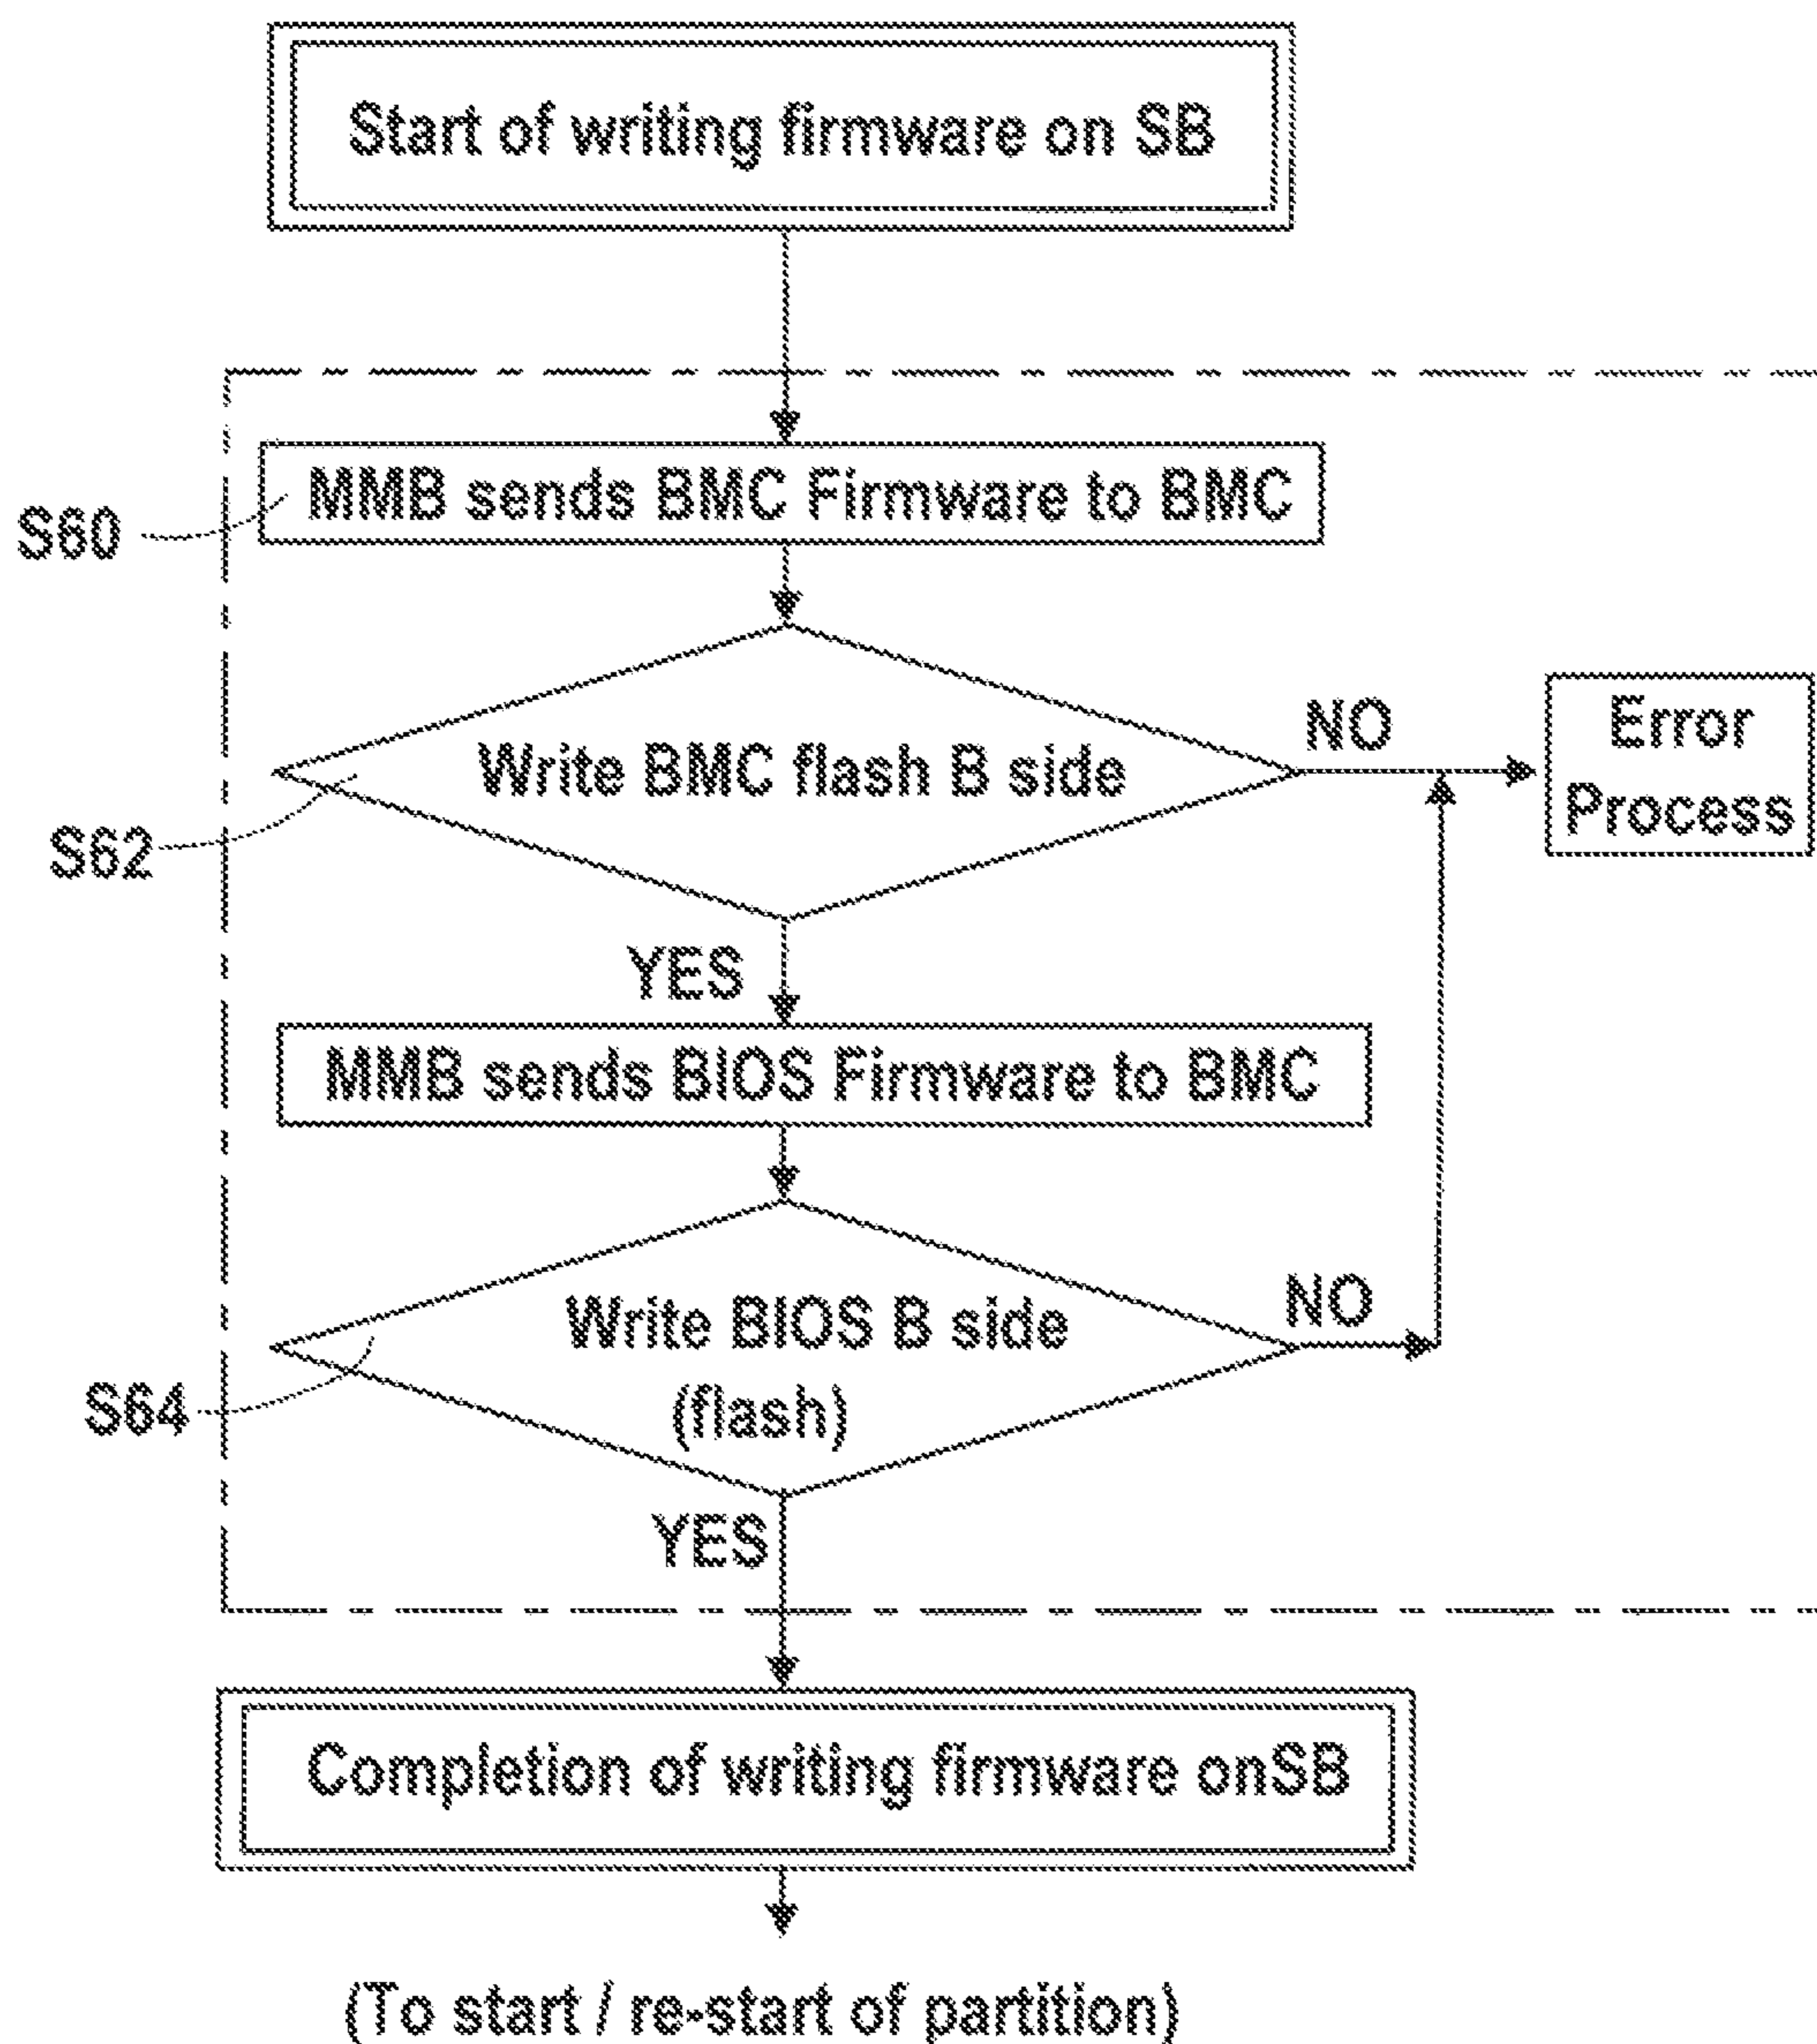 Start of writing firmware on SB
MMB sends BMC Firmware to BMC
S60
NO
Error
Process
Write BMC flash B side
S62
YES
MMB sends BIOS Firmware to BMC
NO
Write BIOS B side
(flash)
S64
YES
Completion of writing firmware onSB
(To start / re-start of partition)